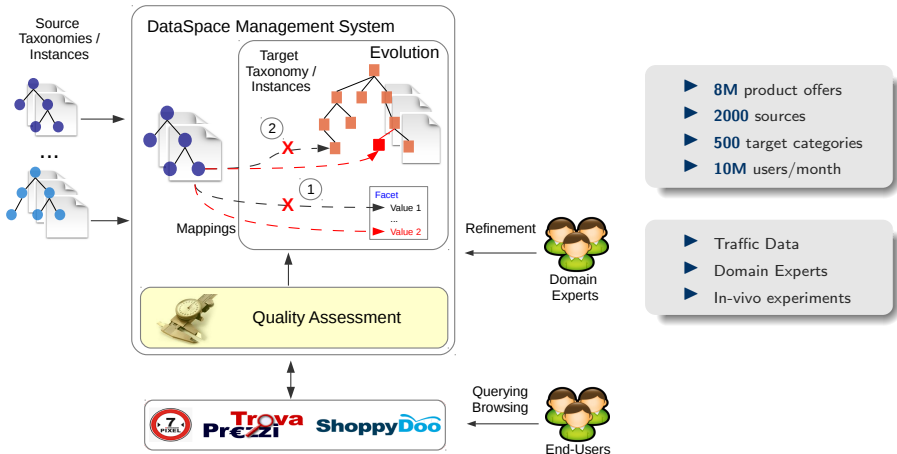 Source
Taxonomies /
Instances
...
DataSpace Management System
Target
Taxonomy /
Instances
Evolution
2
X
1
X
Mappings
Facet
Value 1
...
Value 2
Quality Assessment
Refinement
Domain
Experts
7
PIXEL
Trova
Pr€zzi
ShoppyDoo
Querying
Browsing
End-Users
8M product offers
2000 sources
500 target categories
10M users/month
Traffic Data
Domain Experts
In-vivo experiments